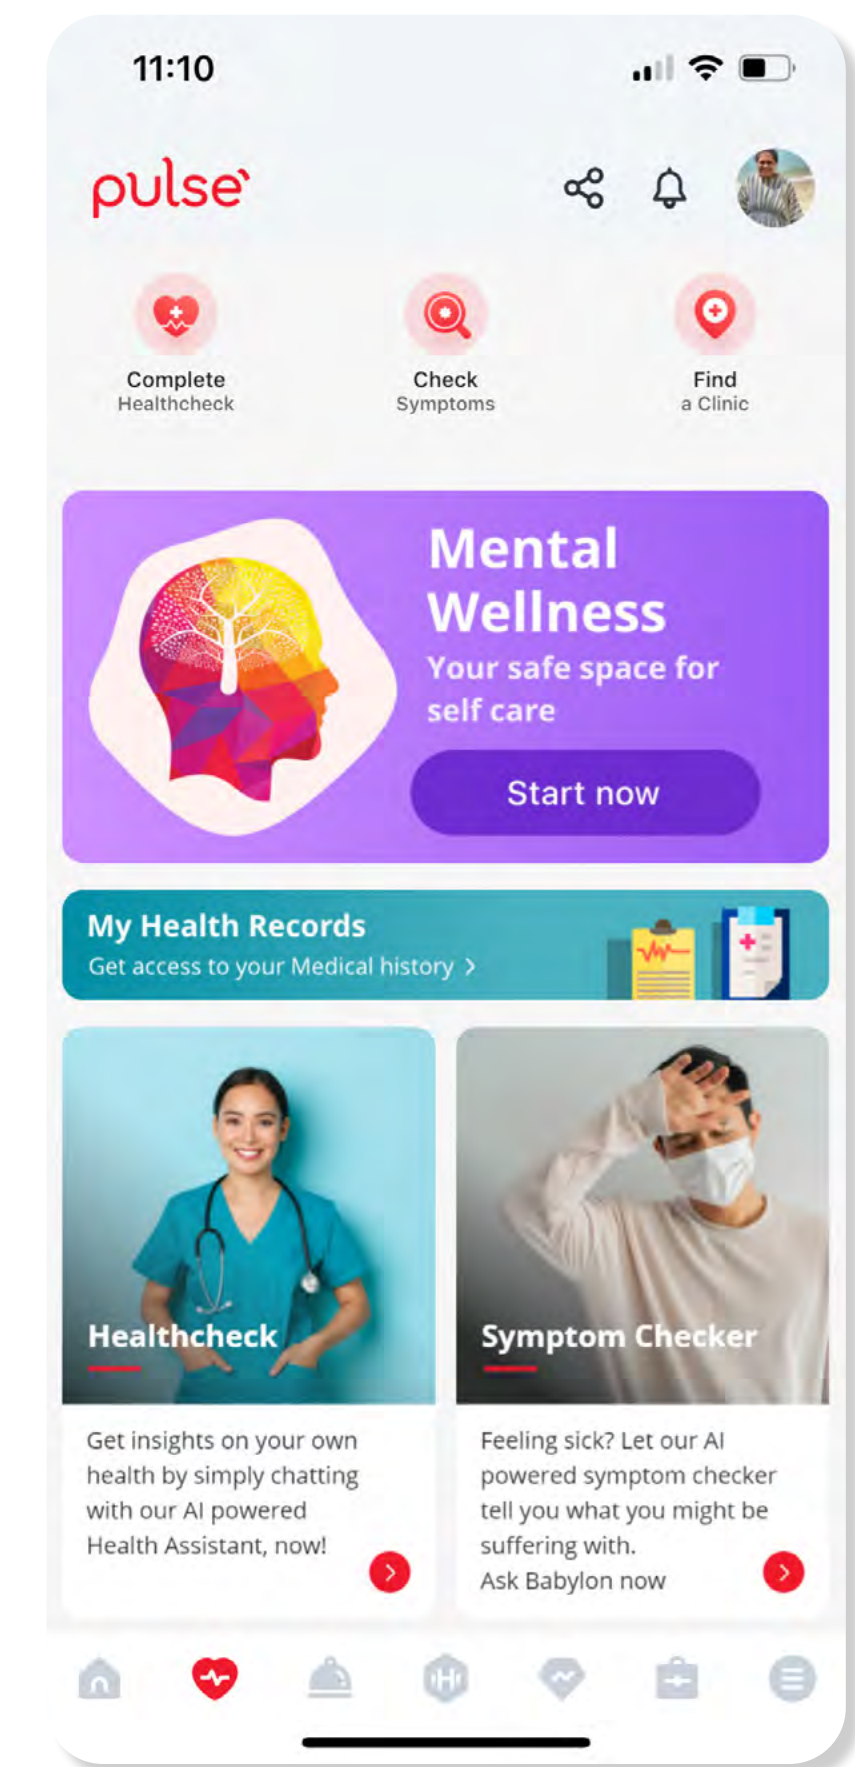 11:10
pulse
Complete
Healthcheck
Check
Symptoms
Find
a Clinic
Mental
Wellness
Your safe space for
self care
Start now
My Health Records
Get access to your Medical history >
Healthcheck
Get insights on your own
health by simply chatting
with our AI powered
Health Assistant, now!
Symptom Checker
Feeling sick? Let our AI
powered symptom checker
tell you what you might be
suffering with.
Ask Babylon now